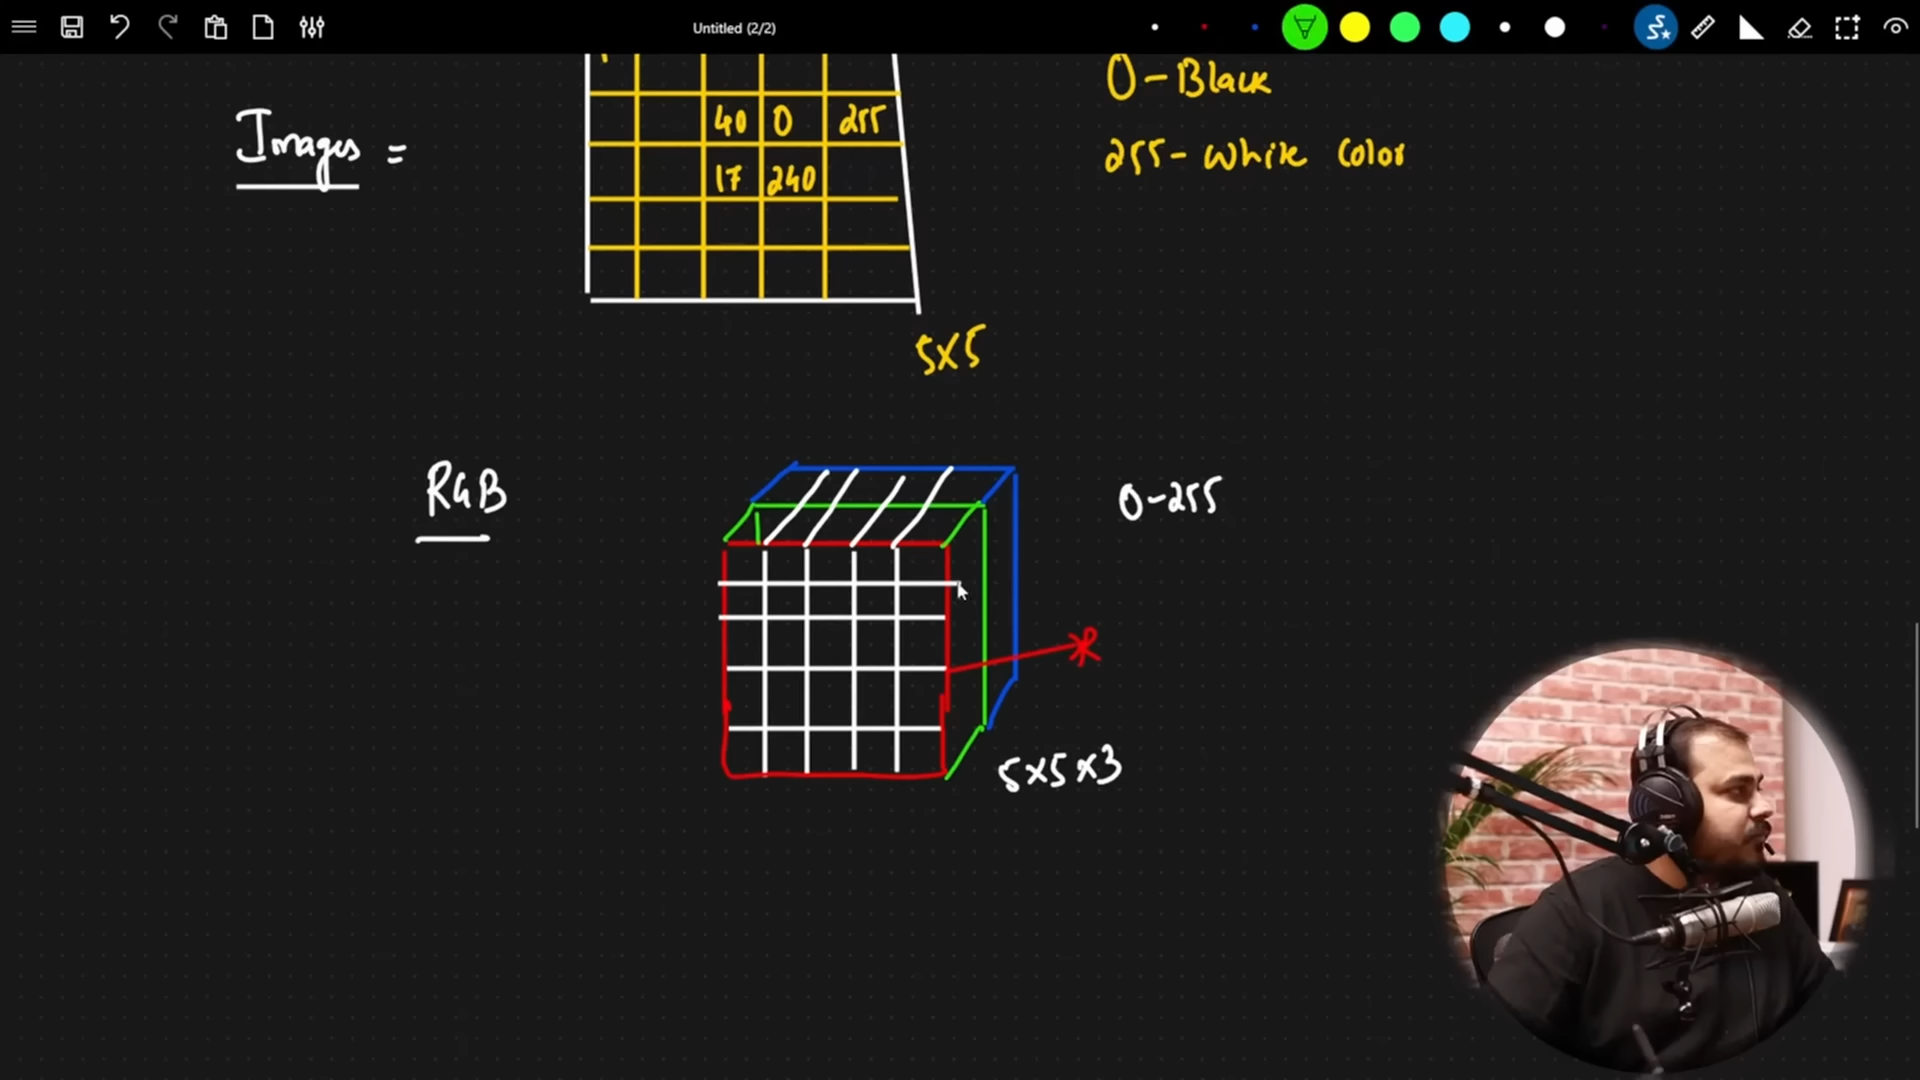 Untitled (2/2)
0-Black
Images =
40 0 255
255- White Color
17 240
5x5
RGB
0-255
R
5x5x3